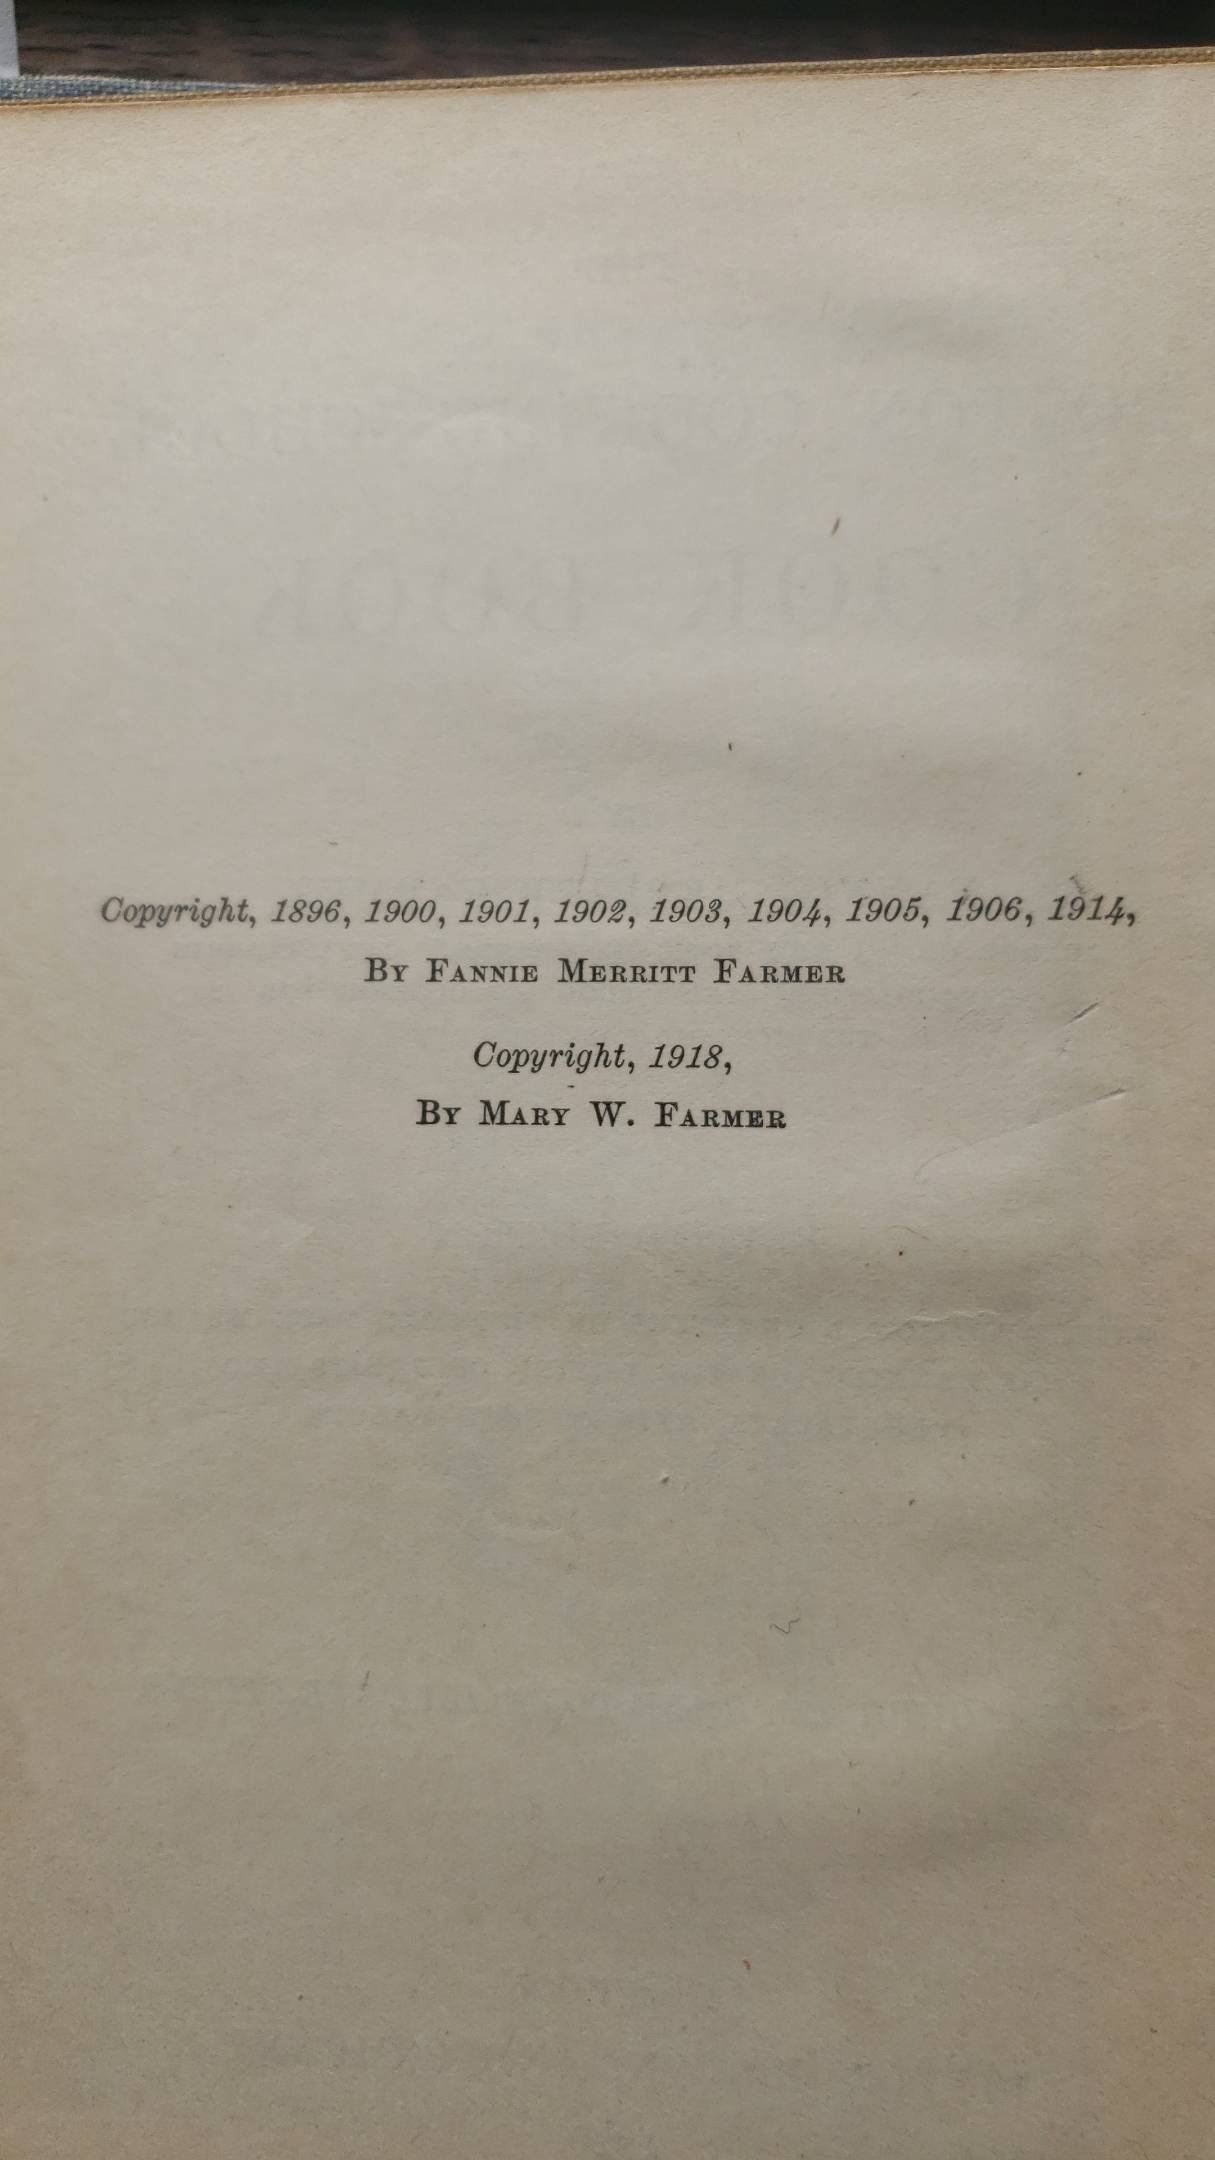 Copyright, 1896, 1900, 1901, 1902, 1903, 1904, 1905, 1906, 1914,
By Fannie Merritt Farmer
Copyright, 1918,
By Mary W. Farmer